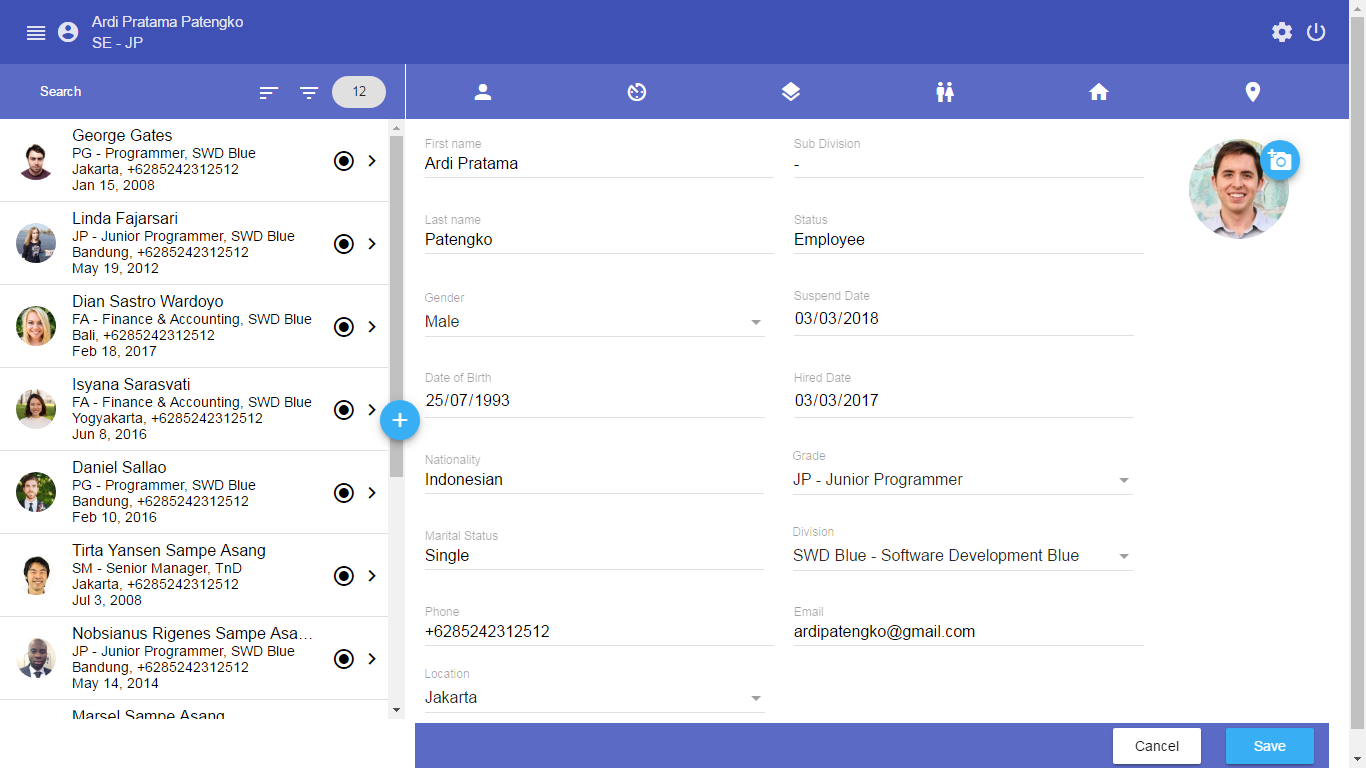 Ardi Pratama Patengko
SE - JP
Search
12
George Gates
PG - Programmer, SWD Blue
Jakarta, +6285242312512
Jan 15, 2008
Linda Fajarsari
JP - Junior Programmer, SWD Blue
Bandung, +6285242312512
May 19, 2012
Dian Sastro Wardoyo
FA - Finance & Accounting, SWD Blue
Bali, +6285242312512
Feb 18, 2017
Isyana Sarasvati
FA - Finance & Accounting, SWD Blue
Yogyakarta, +6285242312512
Jun 8, 2016
Daniel Sallao
PG - Programmer, SWD Blue
Bandung, +6285242312512
Feb 10, 2016
Tirta Yansen Sampe Asang
SM - Senior Manager, TnD
Jakarta, +6285242312512
Jul 3, 2008
Nobsianus Rigenes Sampe Asa...
JP - Junior Programmer, SWD Blue
Bandung, +6285242312512
May 14, 2014
Marsel Sampe Asang
First name
Ardi Pratama
Last name
Patengko
Gender
Male
Date of Birth
25/07/1993
Nationality
Indonesian
Marital Status
Single
Phone
+6285242312512
Location
Jakarta
Sub Division
-
Status
Employee
Suspend Date
03/03/2018
Hired Date
03/03/2017
Grade
JP - Junior Programmer
Division
SWD Blue - Software Development Blue
Email
ardipatengko@gmail.com
Cancel
Save